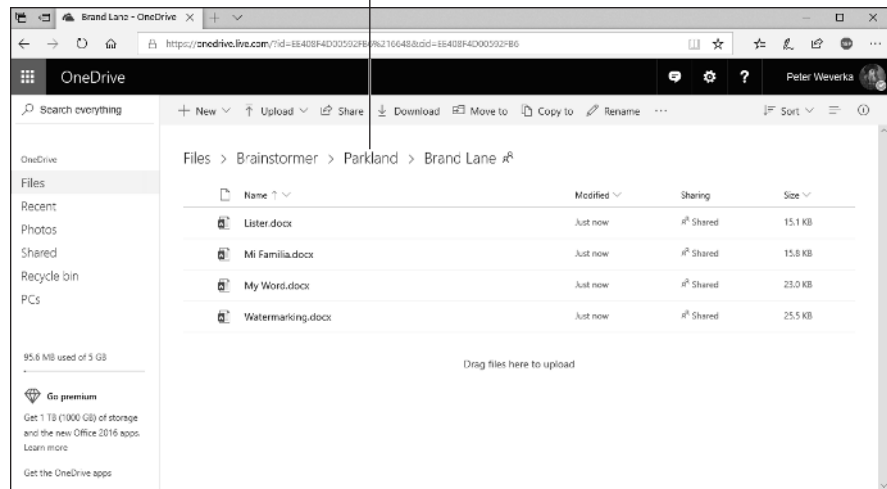 Brand Lane - OneDrive
https://onedrive.live.com/?id=EE408F4D00592FB6%216648&cid=EE408F4D00592FB6
OneDrive
?
Peter Weverka
Search everything
New
Upload
Share
Download
Move to
Copy to
Rename
Sort
OneDrive
Files
Recent
Photos
Shared
Recycle bin
PCs
95.6 MB used of 5 GB
Go premium
Get 1 TB (1000 GB) of storage
and the new Office 2016 apps.
Learn more
Get the OneDrive apps
Files > Brainstormer > Parkland > Brand Lane
Name Modified Sharing Size
Lister.docx Just now Shared 15.1 KB
Mi Familia.docx Just now Shared 15.8 KB
My Word.docx Just now Shared 23.0 KB
Watermarking.docx Just now Shared 25.5 KB
Drag files here to upload